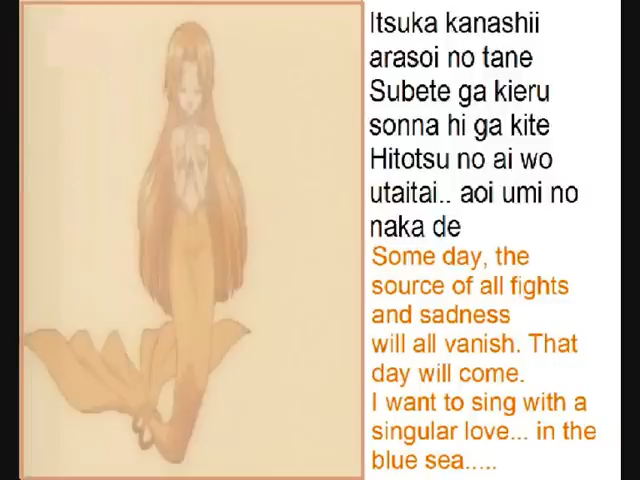 Itsuka kanashii
arasoi no tane
Subete ga kieru
sonna hi ga kite
Hitotsu no ai wo
utaitai.. aoi umi no
naka de
Some day, the
source of all fights
and sadness
will all vanish. That
day will come.
I want to sing with a
singular love... in the
blue sea.....